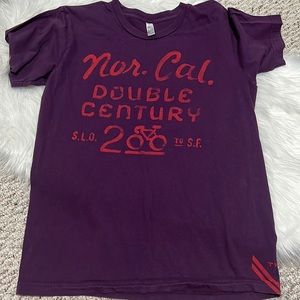 Nor. Cal.
DOUBLE
CENTURY
S.L.O. 200 TO S.F.